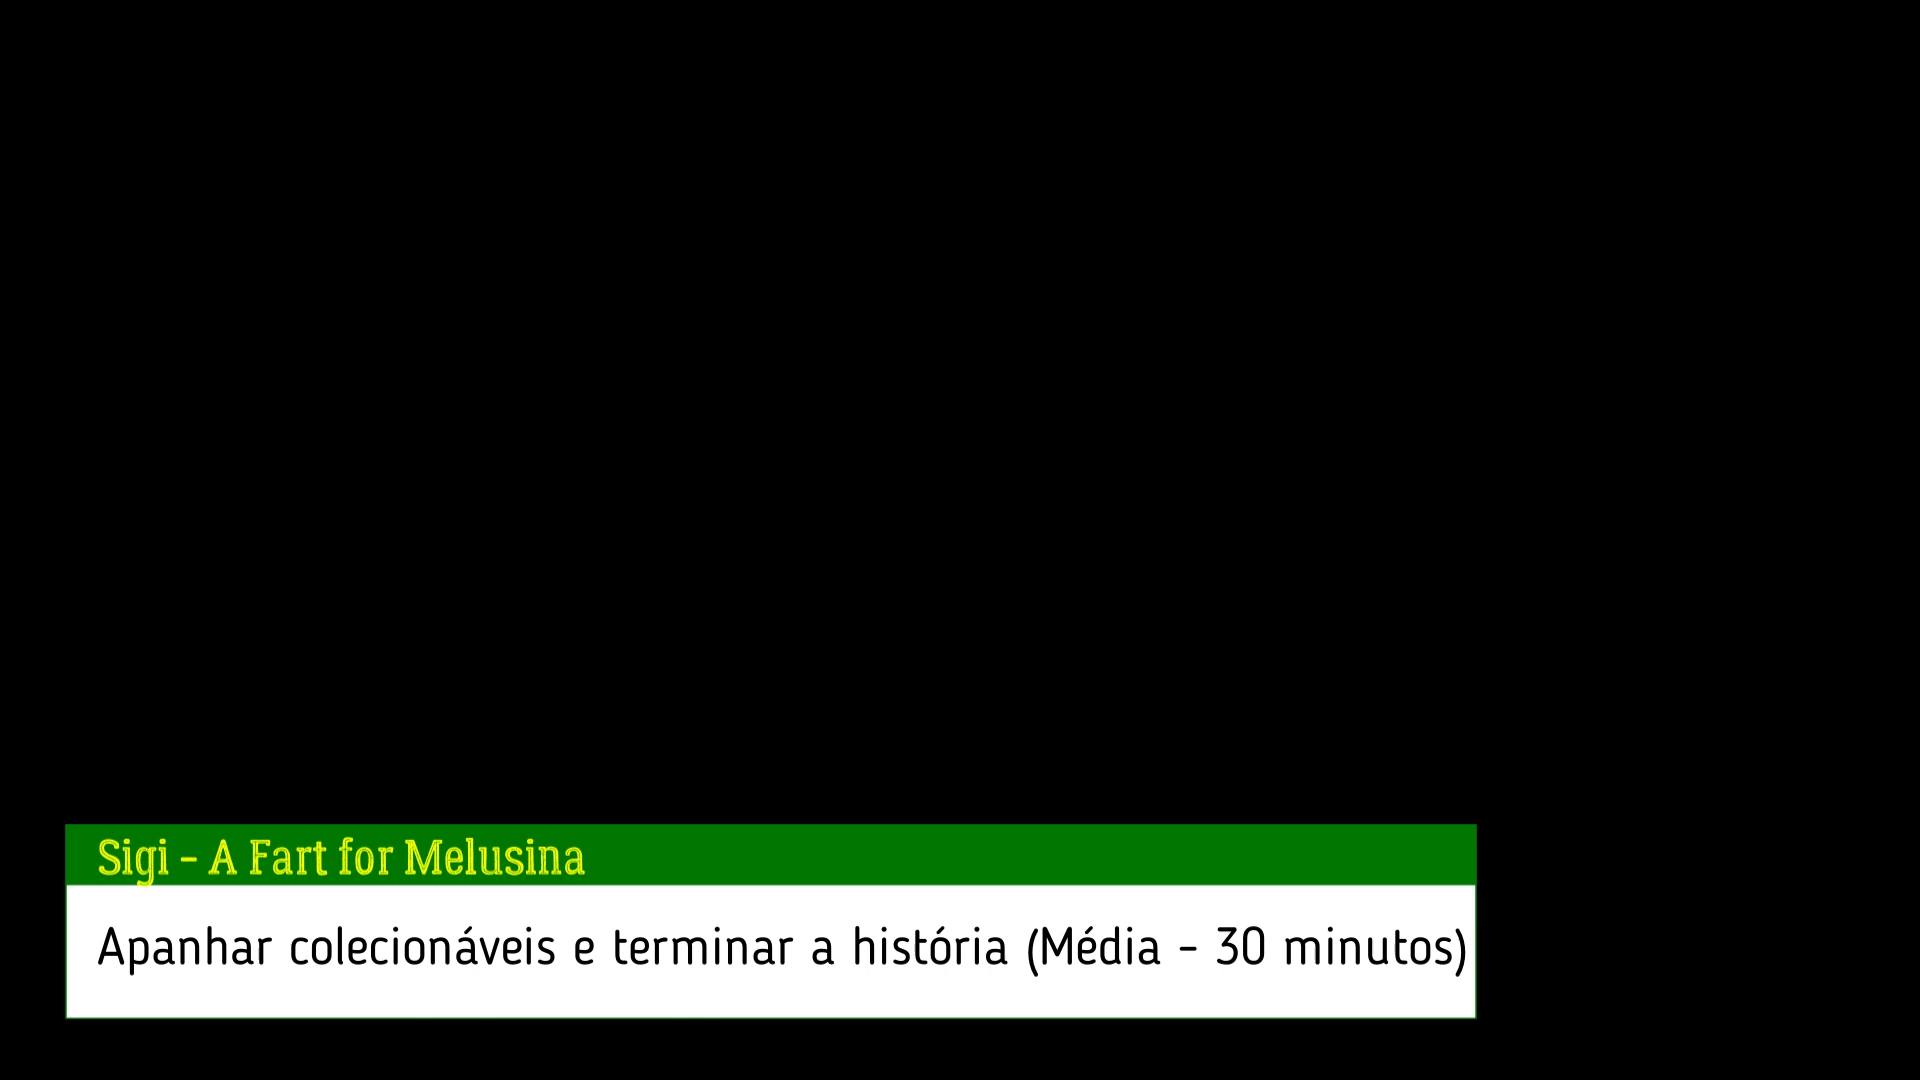 Sigi - A Fart for Melusina
Apanhar colecionáveis e terminar a história (Média - 30 minutos)